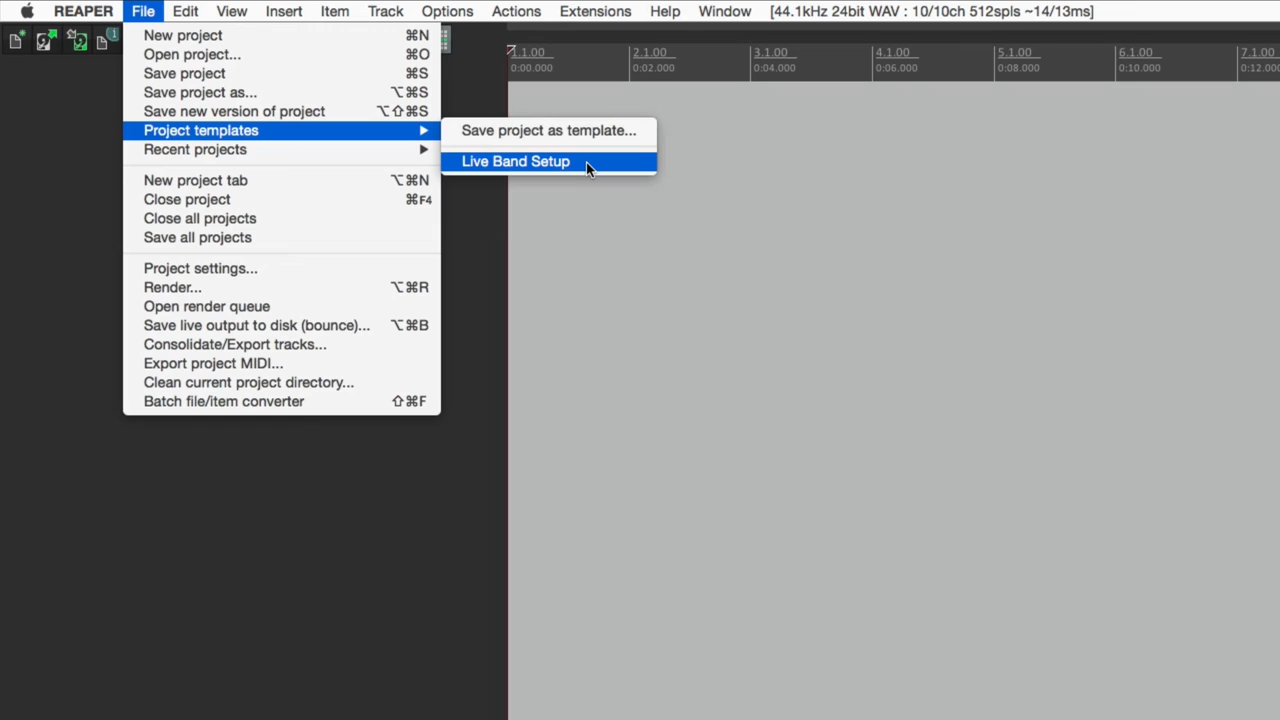 REAPER File Edit View Insert Item Track Options Actions Extensions Help Window [44.1kHz 24bit WAV : 10/10ch 512spls ~14/13ms]
New project ⌘N
Open project... ⌘O
Save project ⌘S
Save project as... ⌥⌘S
Save new version of project ⌥⇧⌘S
Project templates ▶
Recent projects ▶
New project tab ⌥⌘N
Close project ⌘F4
Close all projects
Save all projects
Project settings...
Render... ⌥⌘R
Open render queue
Save live output to disk (bounce)... ⌥⌘B
Consolidate/Export tracks...
Export project MIDI...
Clean current project directory...
Batch file/item converter ⇧⌘F
Save project as template...
Live Band Setup
1.1.00 2.1.00 3.1.00 4.1.00 5.1.00 6.1.00 7.1.00
0:00.000 0:02.000 0:04.000 0:06.000 0:08.000 0:10.000 0:12.000